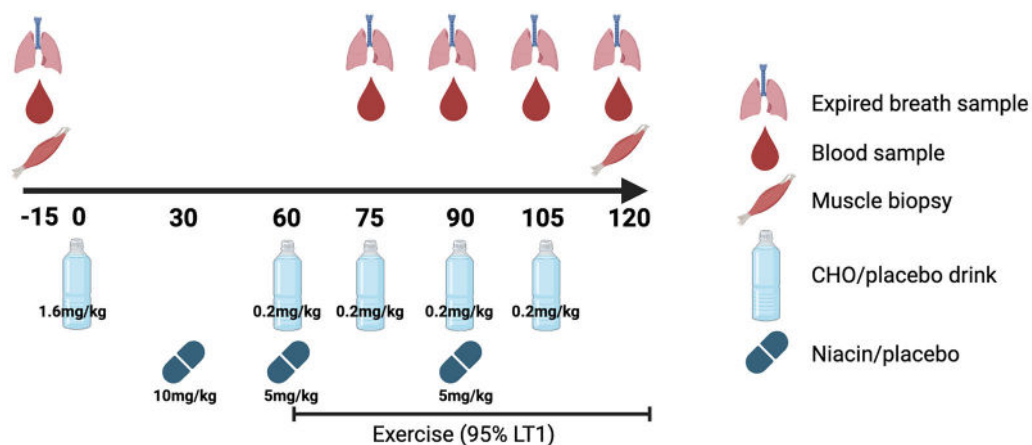 -15 0 30 60 75 90 105 120
1.6mg/kg 0.2mg/kg 0.2mg/kg 0.2mg/kg 0.2mg/kg
10mg/kg 5mg/kg 5mg/kg
Exercise (95% LT1)
Expired breath sample
Blood sample
Muscle biopsy
CHO/placebo drink
Niacin/placebo